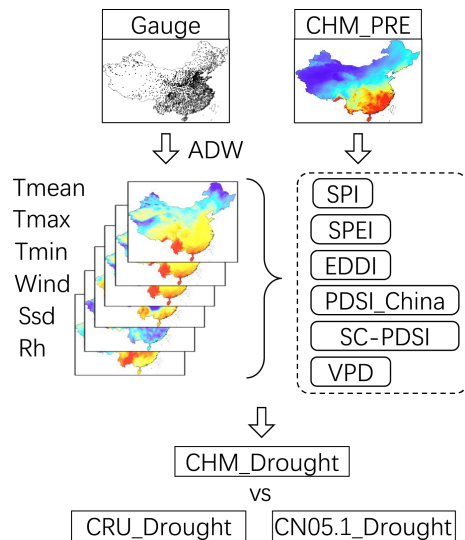 Gauge
CHM_PRE
ADW
Tmean
Tmax
Tmin
Wind
Ssd
Rh
SPI
SPEI
EDDI
PDSI_China
SC-PDSI
VPD
CHM_Drought
vs
CRU_Drought
CN05.1_Drought